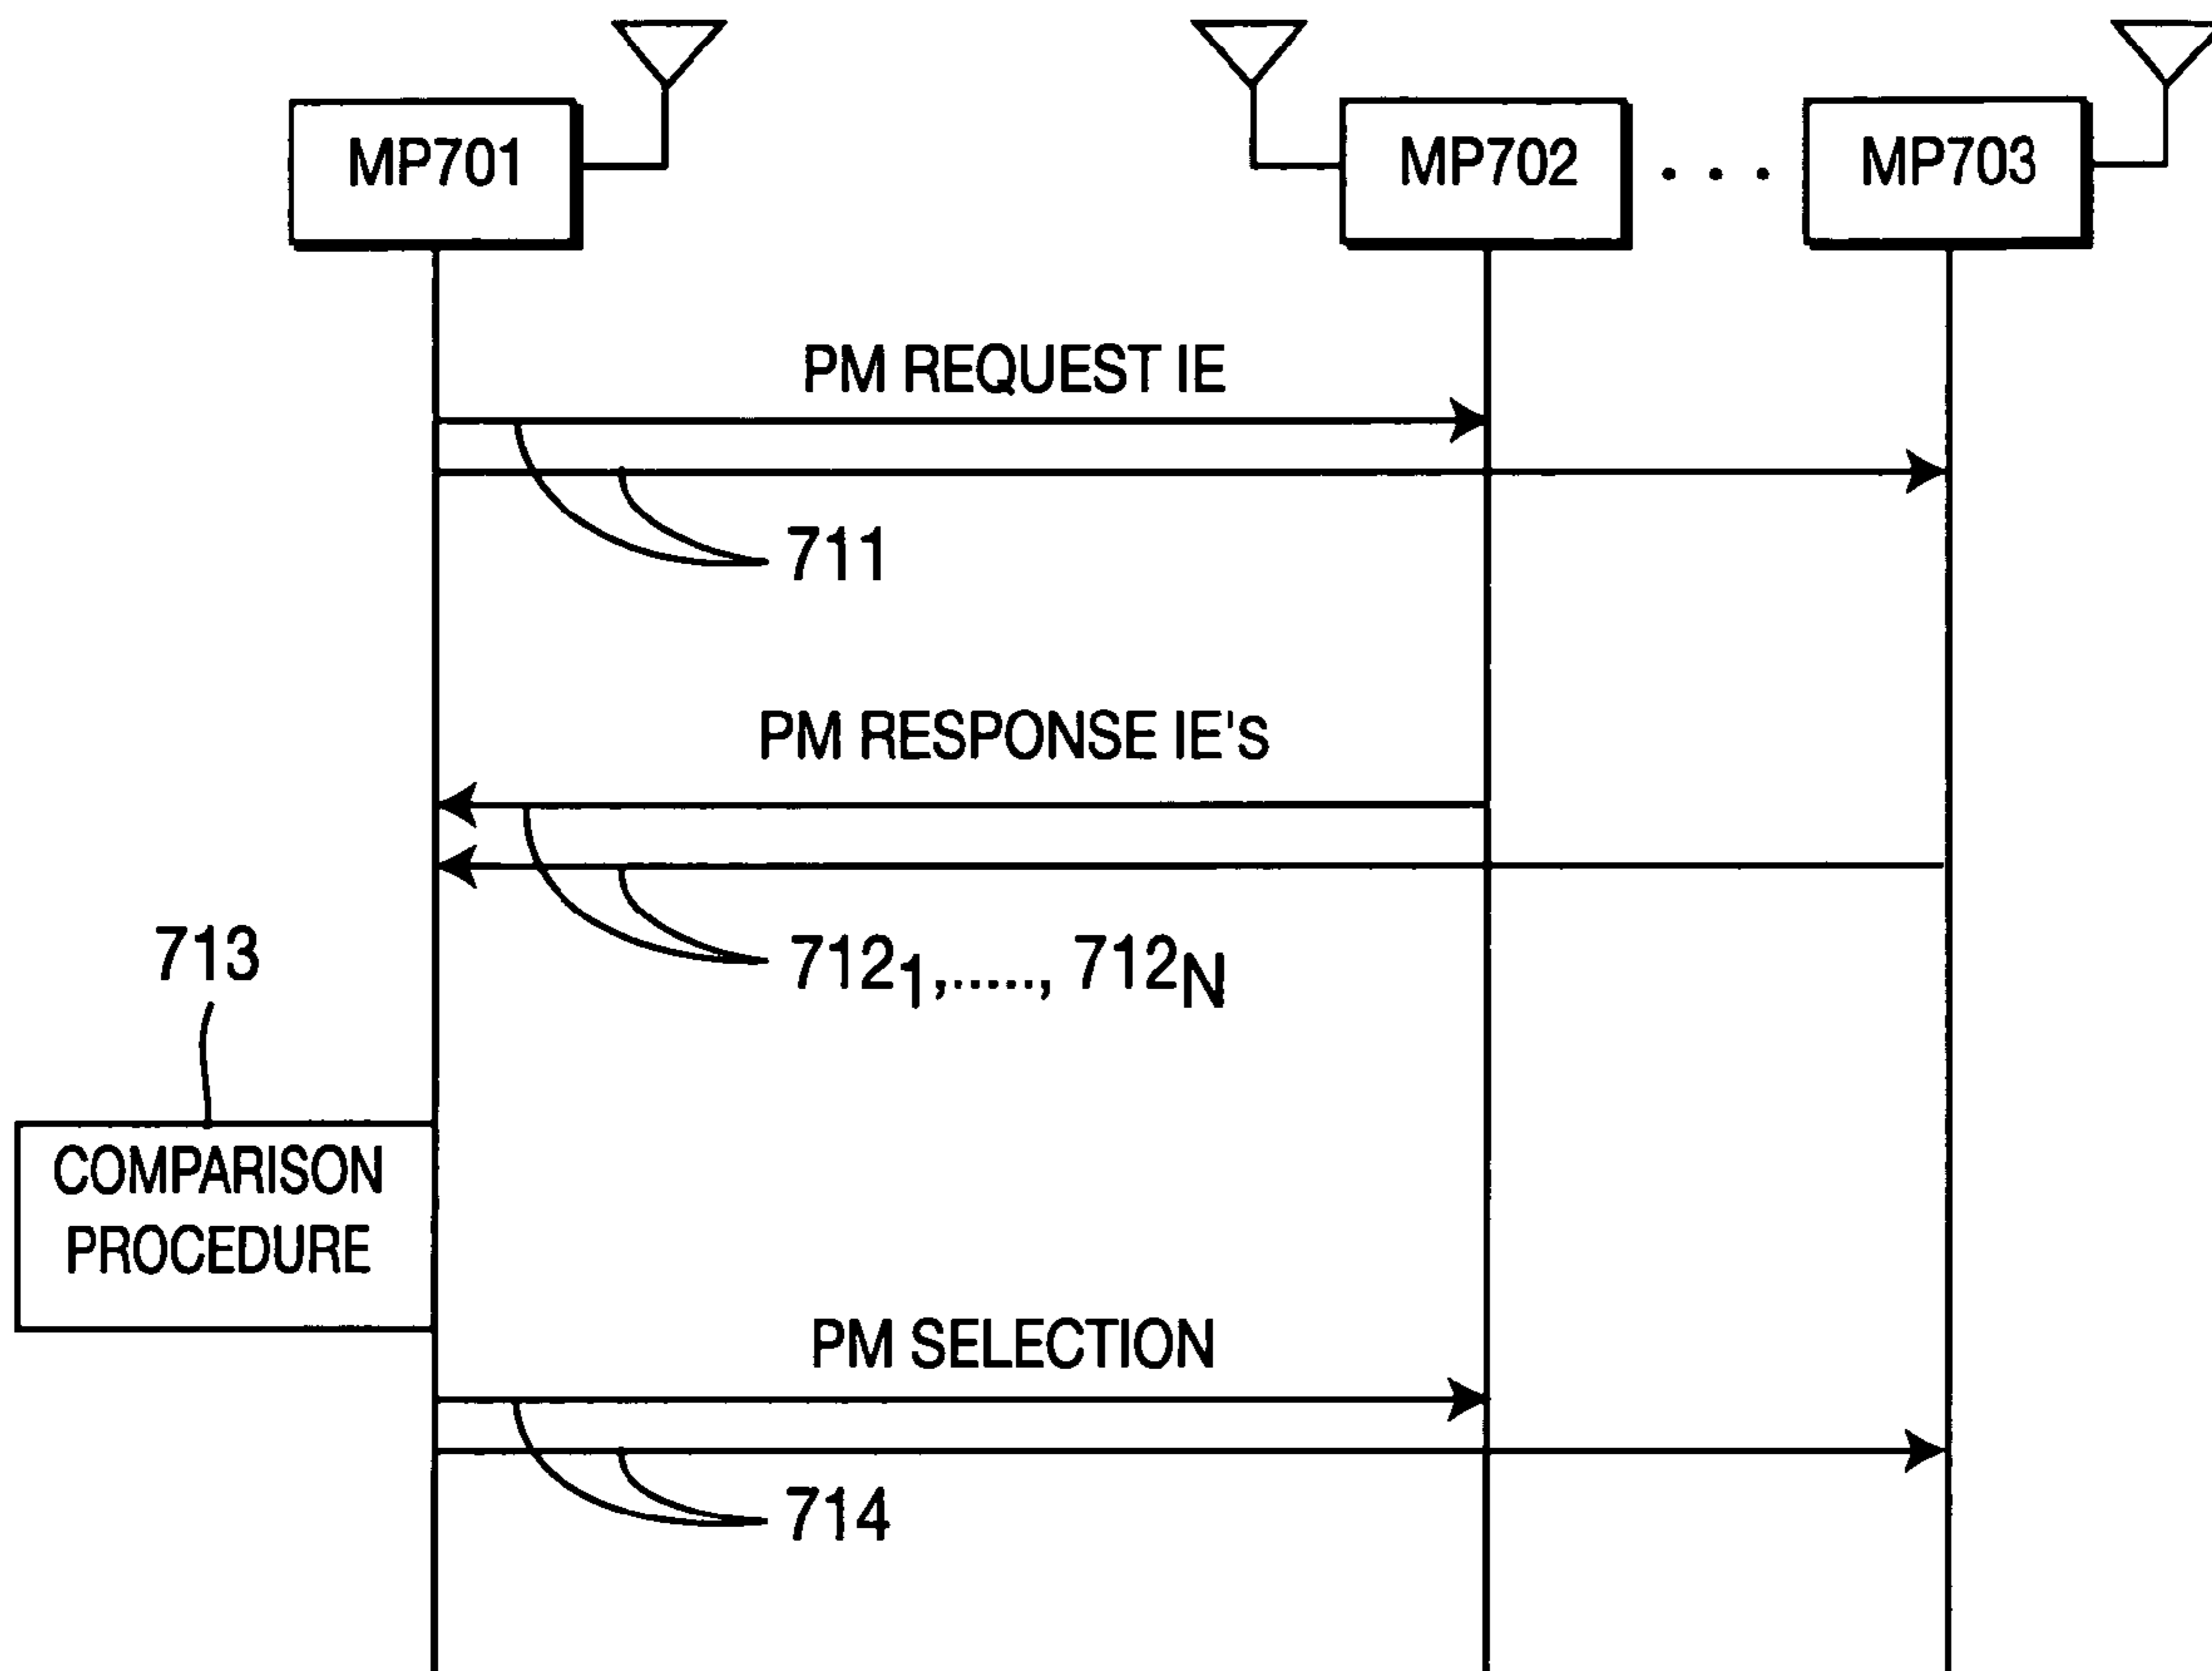 MP701
MP702
. . .
MP703
PM REQUEST IE
711
PM RESPONSE IE's
712₁,....., 712N
713
COMPARISON
PROCEDURE
PM SELECTION
714